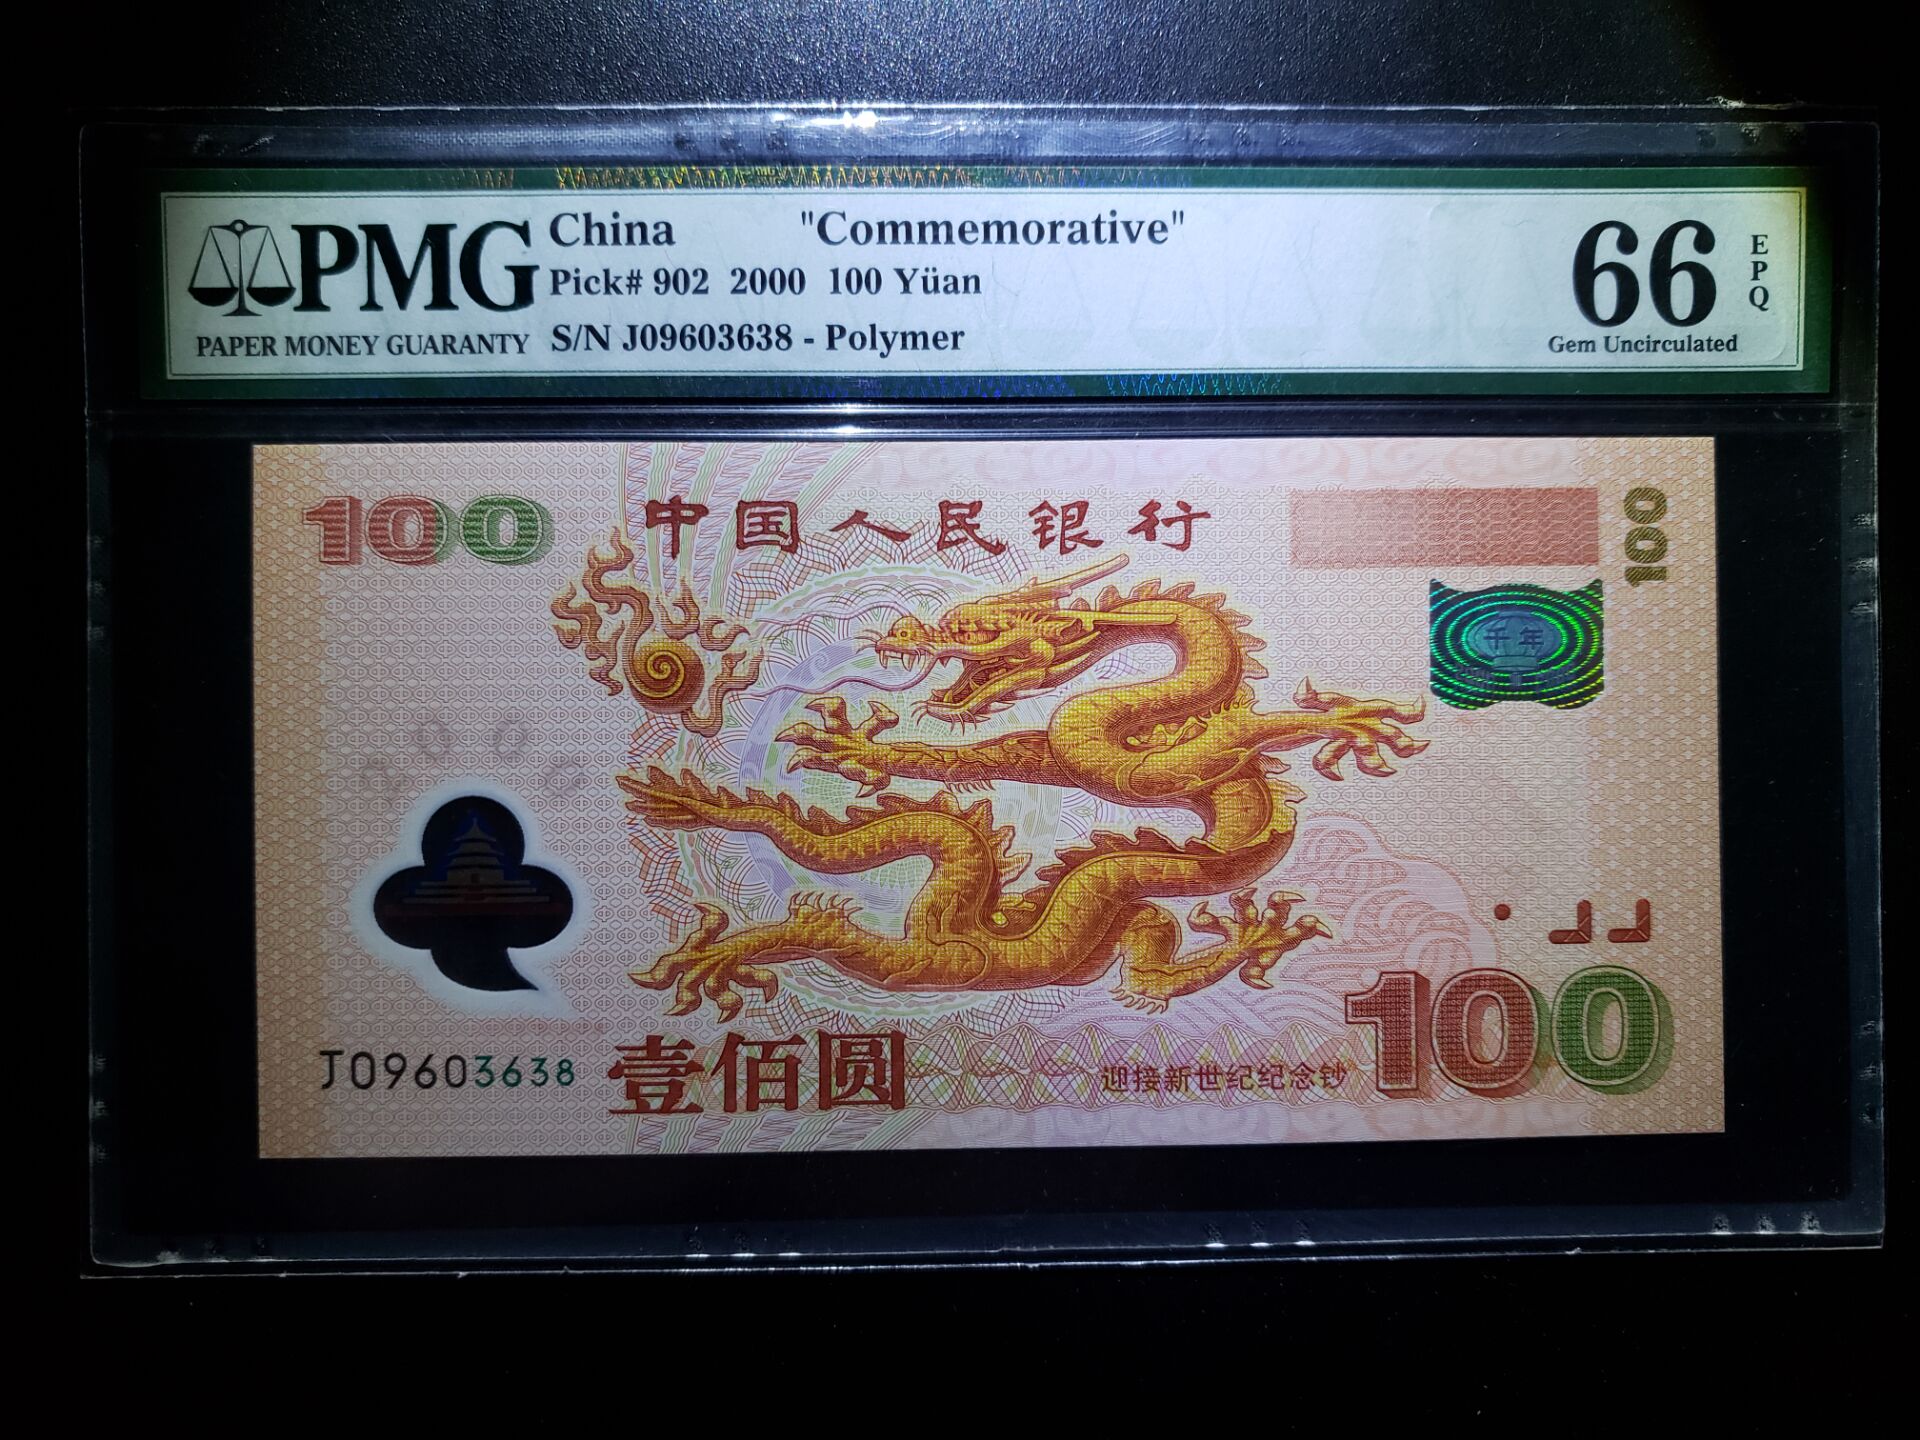 PMG
PAPER MONEY GUARANTY
China "Commemorative"
Pick# 902 2000 100 Yüan
S/N J09603638 - Polymer
66
EPQ
Gem Uncirculated
100
中国人民银行
100
千年
J09603638
壹佰圆
迎接新世纪纪念钞
100